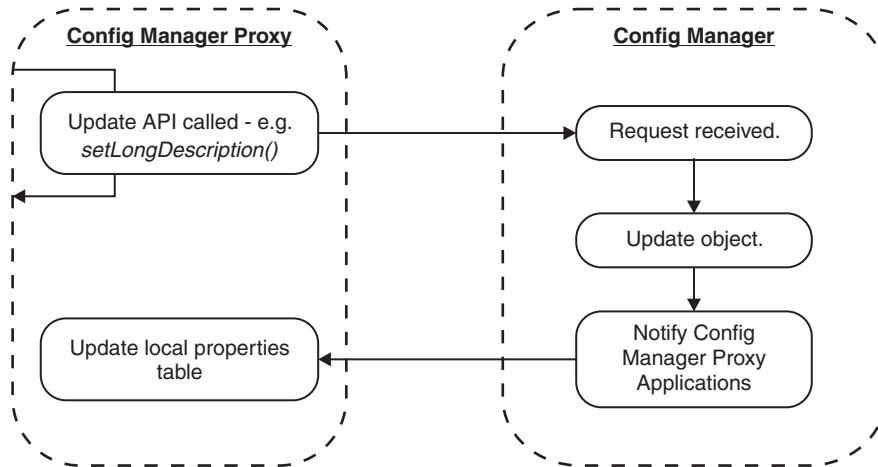 Config Manager Proxy
Config Manager
Update API called - e.g.
setLongDescription()
Request received.
Update object.
Update local properties
table
Notify Config
Manager Proxy
Applications